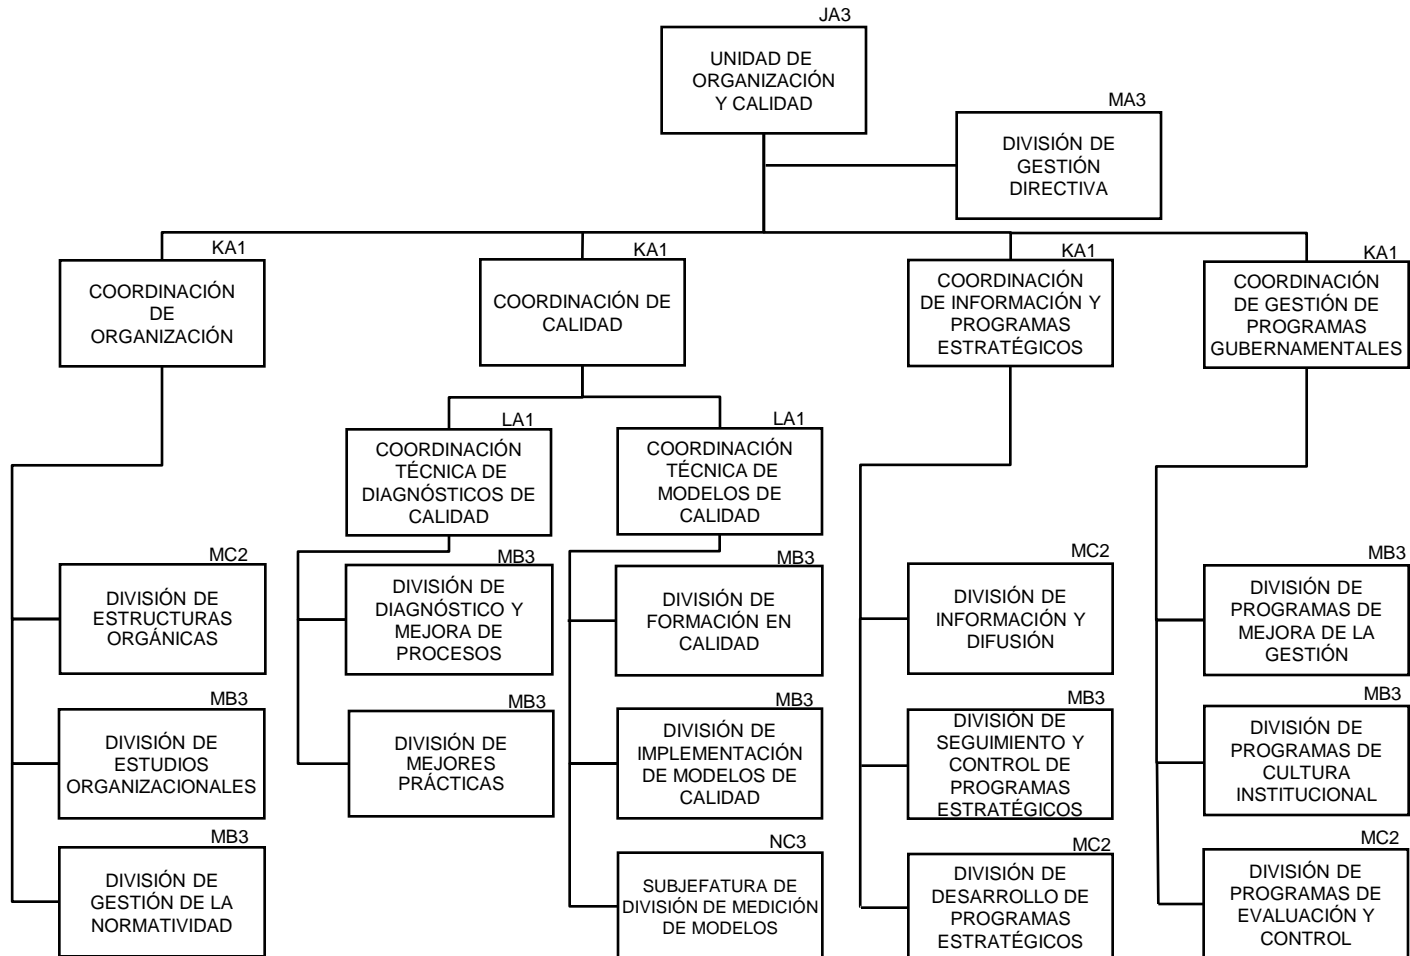 JA3
UNIDAD DE
ORGANIZACIÓN
Y CALIDAD
MA3
DIVISIÓN DE
GESTIÓN
DIRECTIVA
KA1
COORDINACIÓN
DE
ORGANIZACIÓN
KA1
COORDINACIÓN DE
CALIDAD
KA1
COORDINACIÓN
DE INFORMACIÓN Y
PROGRAMAS
ESTRATÉGICOS
KA1
COORDINACIÓN
DE GESTIÓN DE
PROGRAMAS
GUBERNAMENTALES
LA1
COORDINACIÓN
TÉCNICA DE
DIAGNÓSTICOS DE
CALIDAD
LA1
COORDINACIÓN
TÉCNICA DE
MODELOS DE
CALIDAD
MC2
DIVISIÓN DE
ESTRUCTURAS
ORGÁNICAS
MB3
DIVISIÓN DE
DIAGNÓSTICO Y
MEJORA DE
PROCESOS
MB3
DIVISIÓN DE
FORMACIÓN EN
CALIDAD
MC2
DIVISIÓN DE
INFORMACIÓN Y
DIFUSIÓN
MB3
DIVISIÓN DE
PROGRAMAS DE
MEJORA DE LA
GESTIÓN
MB3
DIVISIÓN DE
ESTUDIOS
ORGANIZACIONALES
MB3
DIVISIÓN DE
MEJORES
PRÁCTICAS
MB3
DIVISIÓN DE
IMPLEMENTACIÓN
DE MODELOS DE
CALIDAD
MB3
DIVISIÓN DE
SEGUIMIENTO Y
CONTROL DE
PROGRAMAS
ESTRATÉGICOS
MB3
DIVISIÓN DE
PROGRAMAS DE
CULTURA
INSTITUCIONAL
MB3
DIVISIÓN DE
GESTIÓN DE LA
NORMATIVIDAD
NC3
SUBJEFATURA DE
DIVISIÓN DE MEDICIÓN
DE MODELOS
MC2
DIVISIÓN DE
DESARROLLO DE
PROGRAMAS
ESTRATÉGICOS
MC2
DIVISIÓN DE
PROGRAMAS DE
EVALUACIÓN Y
CONTROL